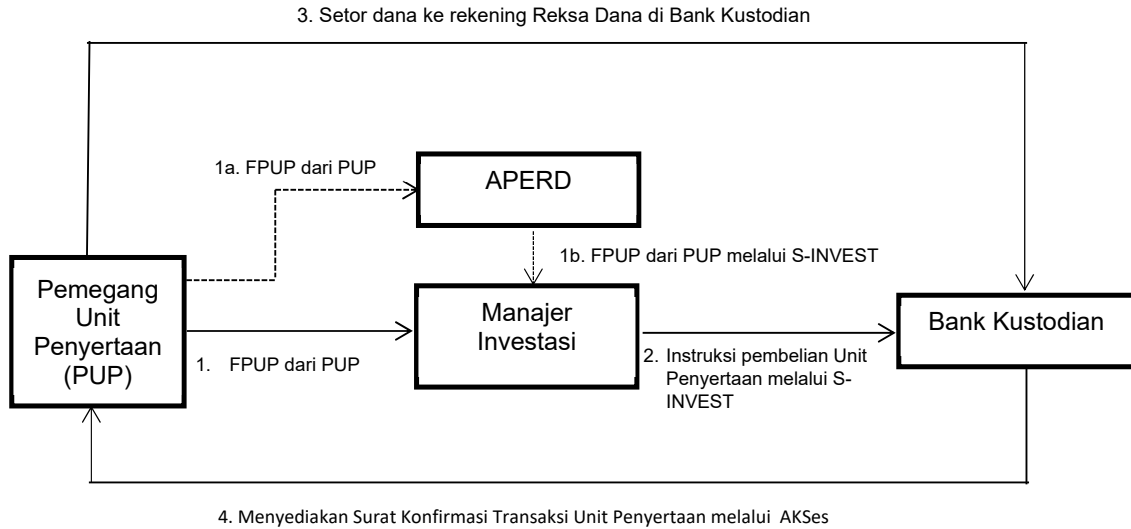 3. Setor dana ke rekening Reksa Dana di Bank Kustodian
1a. FPUP dari PUP
APERD
1b. FPUP dari PUP melalui S-INVEST
Pemegang
Unit
Penyertaan
(PUP)
Manajer
Investasi
Bank Kustodian
1. FPUP dari PUP
2. Instruksi pembelian Unit
Penyertaan melalui S-
INVEST
4. Menyediakan Surat Konfirmasi Transaksi Unit Penyertaan melalui AKSes